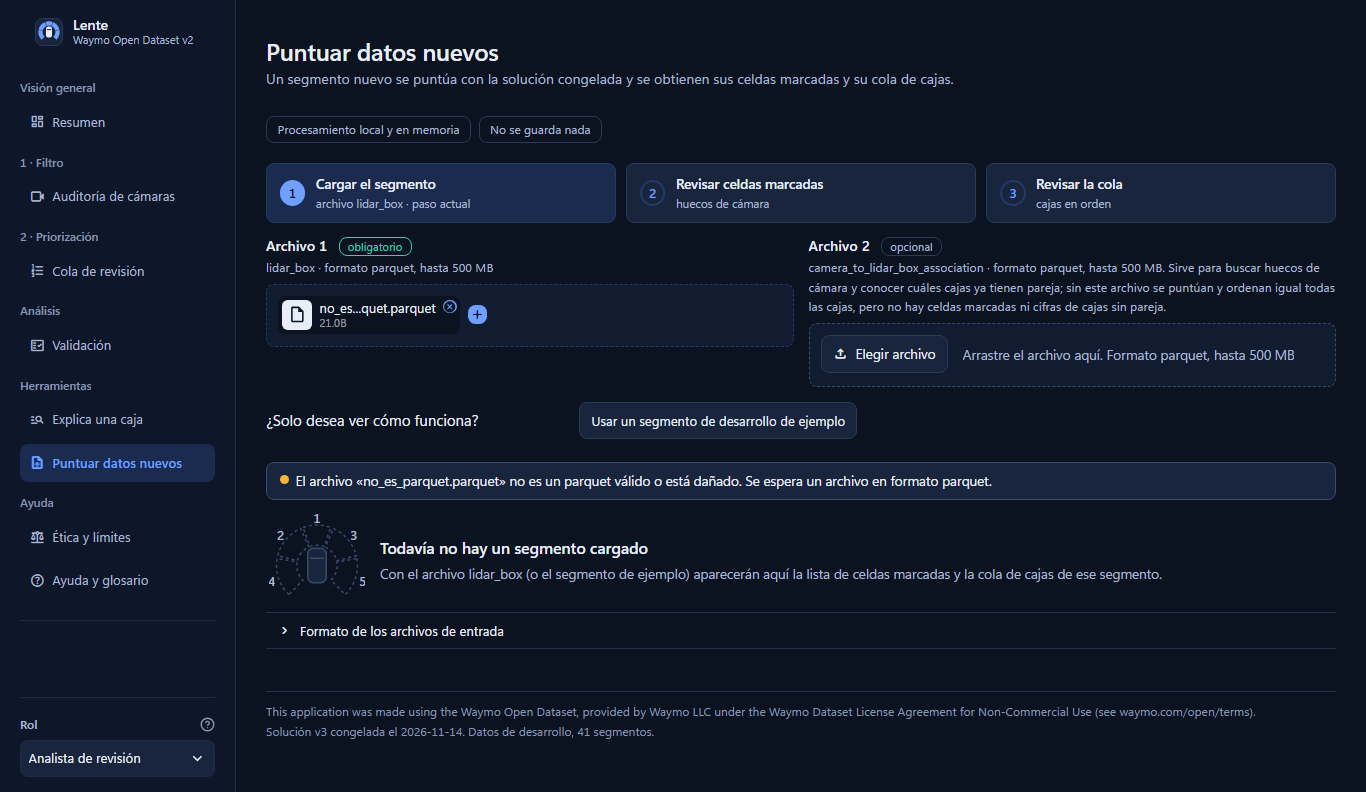 Lente
Waymo Open Dataset v2
Visión general
Resumen
1 · Filtro
Auditoría de cámaras
2 · Priorización
Cola de revisión
Análisis
Validación
Herramientas
Explica una caja
Puntuar datos nuevos
Ayuda
Ética y límites
Ayuda y glosario
Rol
Analista de revisión
Puntuar datos nuevos
Un segmento nuevo se puntúa con la solución congelada y se obtienen sus celdas marcadas y su cola de cajas.
Procesamiento local y en memoria
No se guarda nada
1
Cargar el segmento
archivo lidar_box · paso actual
2
Revisar celdas marcadas
huecos de cámara
3
Revisar la cola
cajas en orden
Archivo 1 obligatorio
lidar_box · formato parquet, hasta 500 MB
no_es...quet.parquet
21.0B
Archivo 2 opcional
camera_to_lidar_box_association · formato parquet, hasta 500 MB. Sirve para buscar huecos de
cámara y conocer cuáles cajas ya tienen pareja; sin este archivo se puntúan y ordenan igual todas
las cajas, pero no hay celdas marcadas ni cifras de cajas sin pareja.
Elegir archivo
Arrastre el archivo aquí. Formato parquet, hasta 500 MB
¿Solo desea ver cómo funciona?
Usar un segmento de desarrollo de ejemplo
El archivo «no_es_parquet.parquet» no es un parquet válido o está dañado. Se espera un archivo en formato parquet.
1
2
3
4
5
Todavía no hay un segmento cargado
Con el archivo lidar_box (o el segmento de ejemplo) aparecerán aquí la lista de celdas marcadas y la cola de cajas de ese segmento.
Formato de los archivos de entrada
This application was made using the Waymo Open Dataset, provided by Waymo LLC under the Waymo Dataset License Agreement for Non-Commercial Use (see waymo.com/open/terms).
Solución v3 congelada el 2026-11-14. Datos de desarrollo, 41 segmentos.